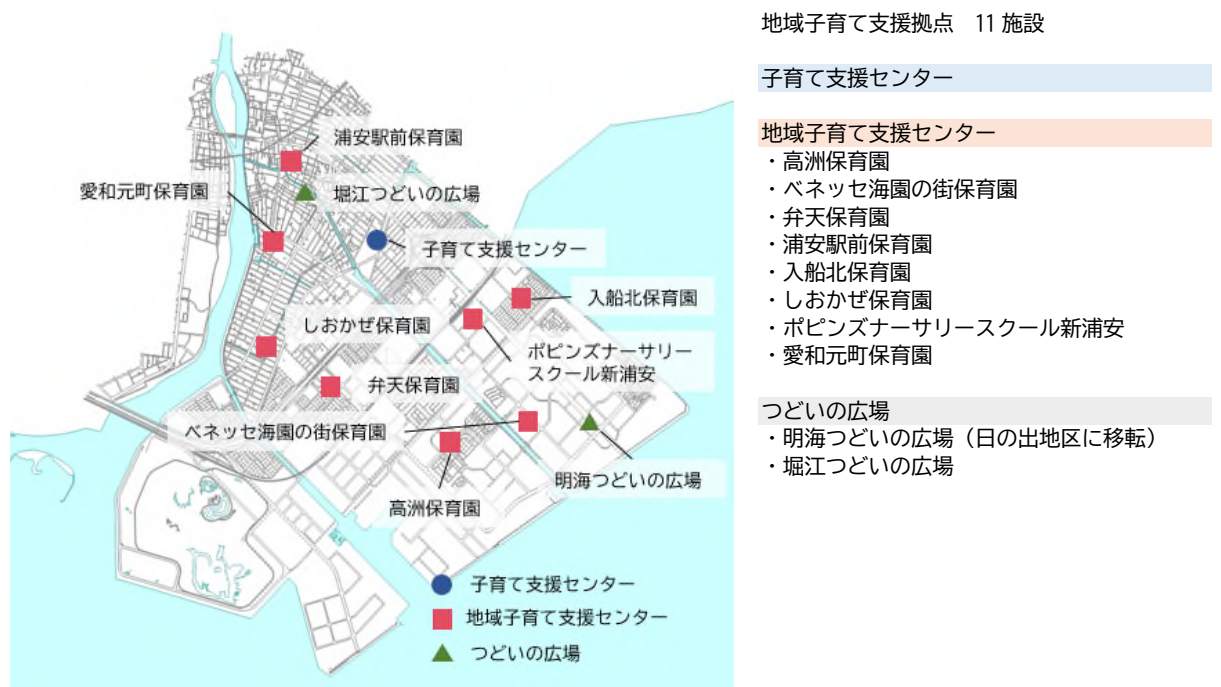 浦安駅前保育園
愛和元町保育園
堀江つどいの広場
子育て支援センター
入船北保育園
しおかぜ保育園
ポピンズナーサリー
スクール新浦安
弁天保育園
ベネッセ海園の街保育園
明海つどいの広場
高洲保育園
子育て支援センター
地域子育て支援センター
つどいの広場
地域子育て支援拠点　11 施設
子育て支援センター
地域子育て支援センター
・高洲保育園
・ベネッセ海園の街保育園
・弁天保育園
・浦安駅前保育園
・入船北保育園
・しおかぜ保育園
・ポピンズナーサリースクール新浦安
・愛和元町保育園
つどいの広場
・明海つどいの広場（日の出地区に移転）
・堀江つどいの広場